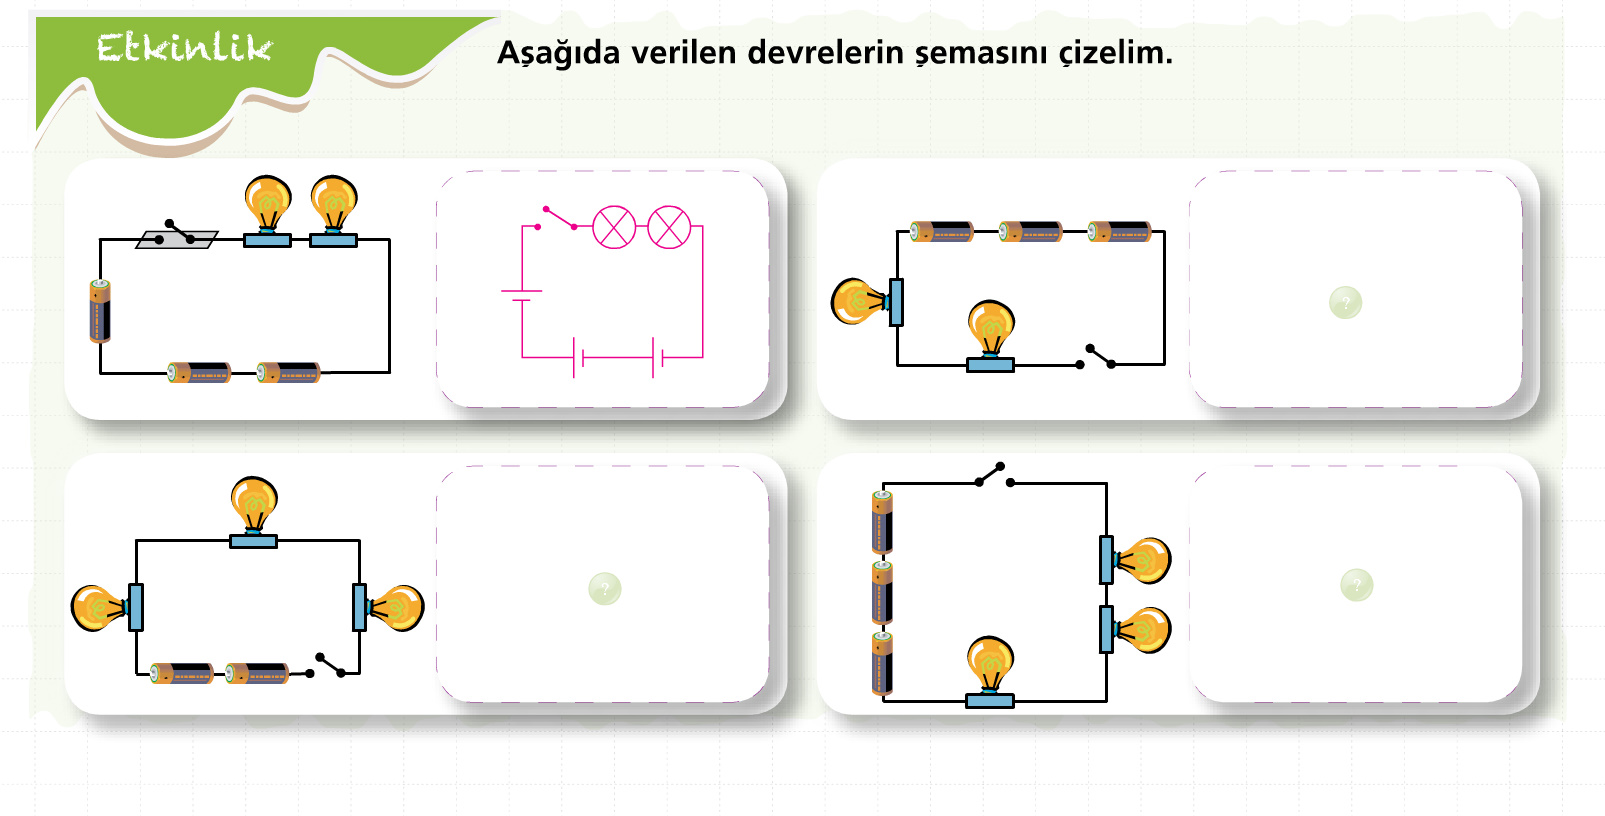 Etkinlik
Aşağıda verilen devrelerin şemasını çizelim.
?
?
?